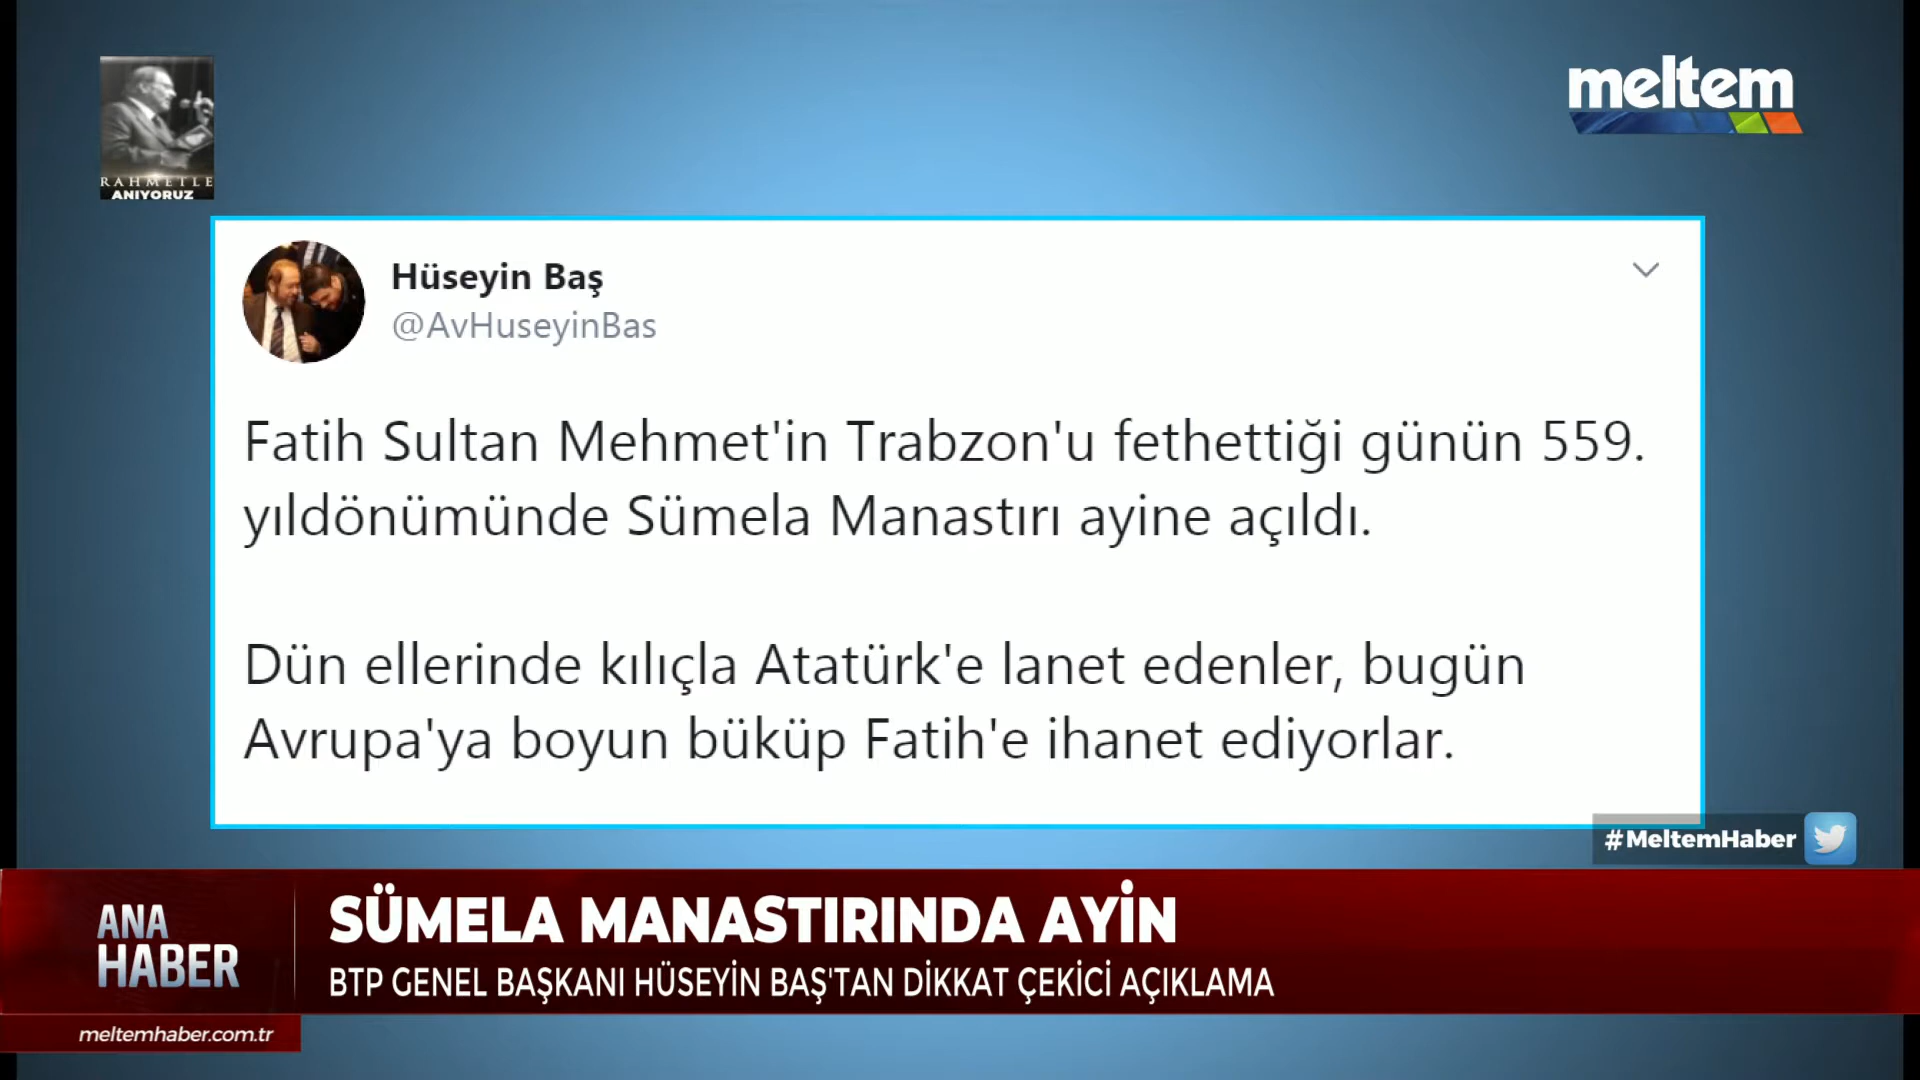 RAHMETLE
ANIYORUZ
meltem
Hüseyin Baş
@AvHuseyinBas
Fatih Sultan Mehmet'in Trabzon'u fethettiği günün 559.
yıldönümünde Sümela Manastırı ayine açıldı.
Dün ellerinde kılıçla Atatürk'e lanet edenler, bugün
Avrupa'ya boyun büküp Fatih'e ihanet ediyorlar.
#MeltemHaber
ANA
HABER
SÜMELA MANASTIRINDA AYİN
BTP GENEL BAŞKANI HÜSEYİN BAŞ'TAN DİKKAT ÇEKİCİ AÇIKLAMA
meltemhaber.com.tr